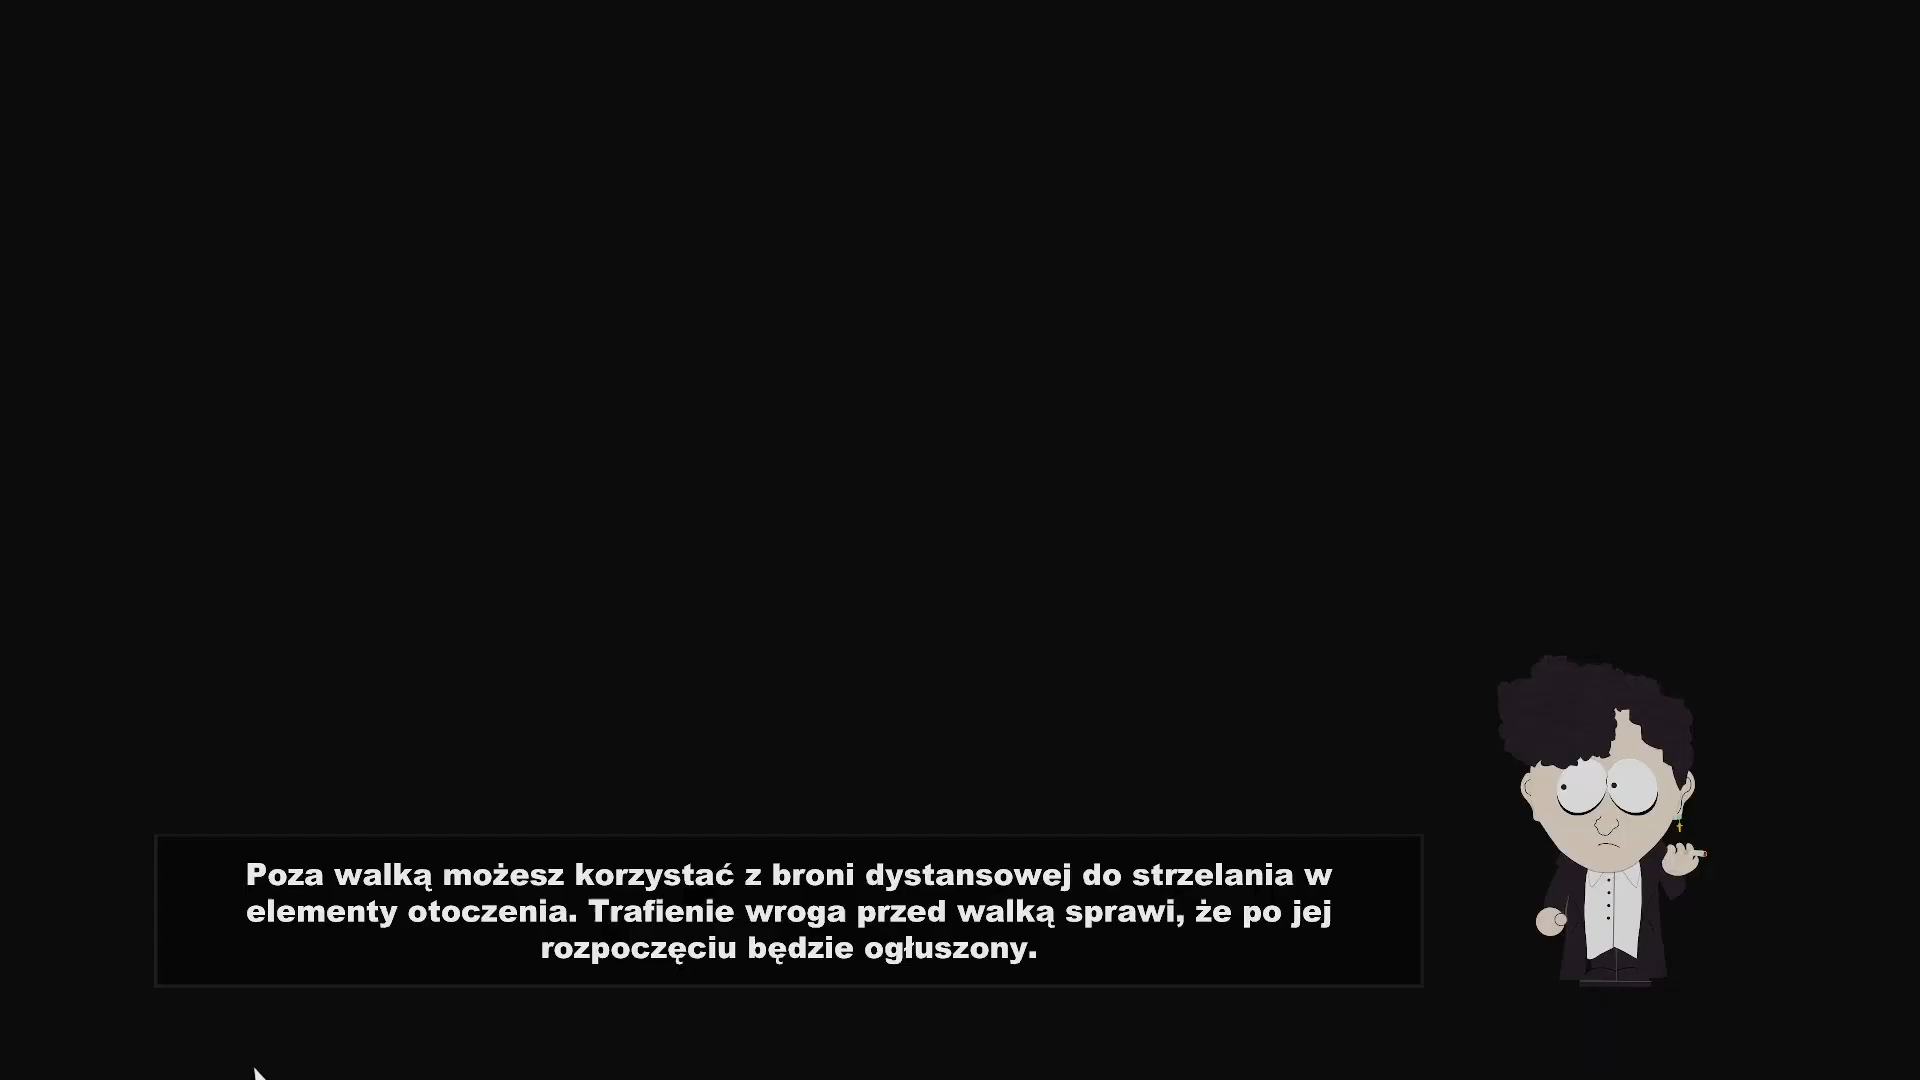 Poza walką możesz korzystać z broni dystansowej do strzelania w
elementy otoczenia. Trafienie wroga przed walką sprawi, że po jej
rozpoczęciu będzie ogłuszony.